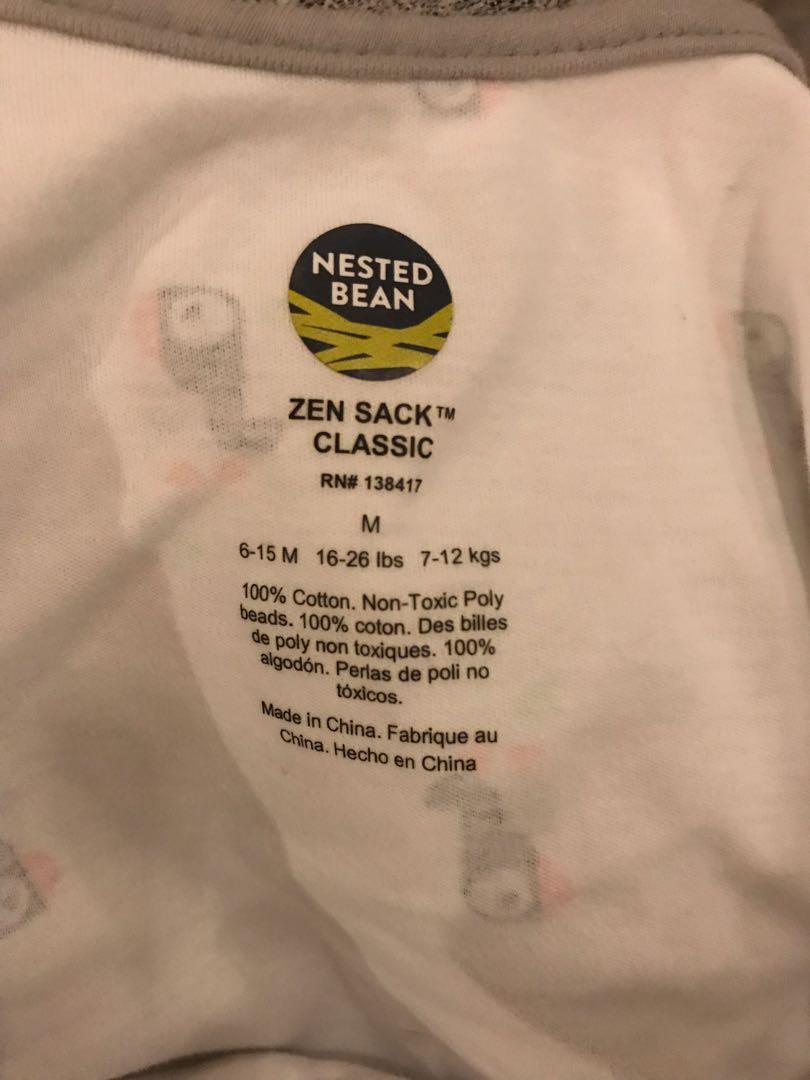 NESTED
BEAN
ZEN SACK™
CLASSIC
RN# 138417
M
6-15 M 16-26 lbs 7-12 kgs
100% Cotton. Non-Toxic Poly
beads. 100% coton. Des billes
de poly non toxiques. 100%
algodón. Perlas de poli no
tóxicos.
Made in China. Fabrique au
China. Hecho en China